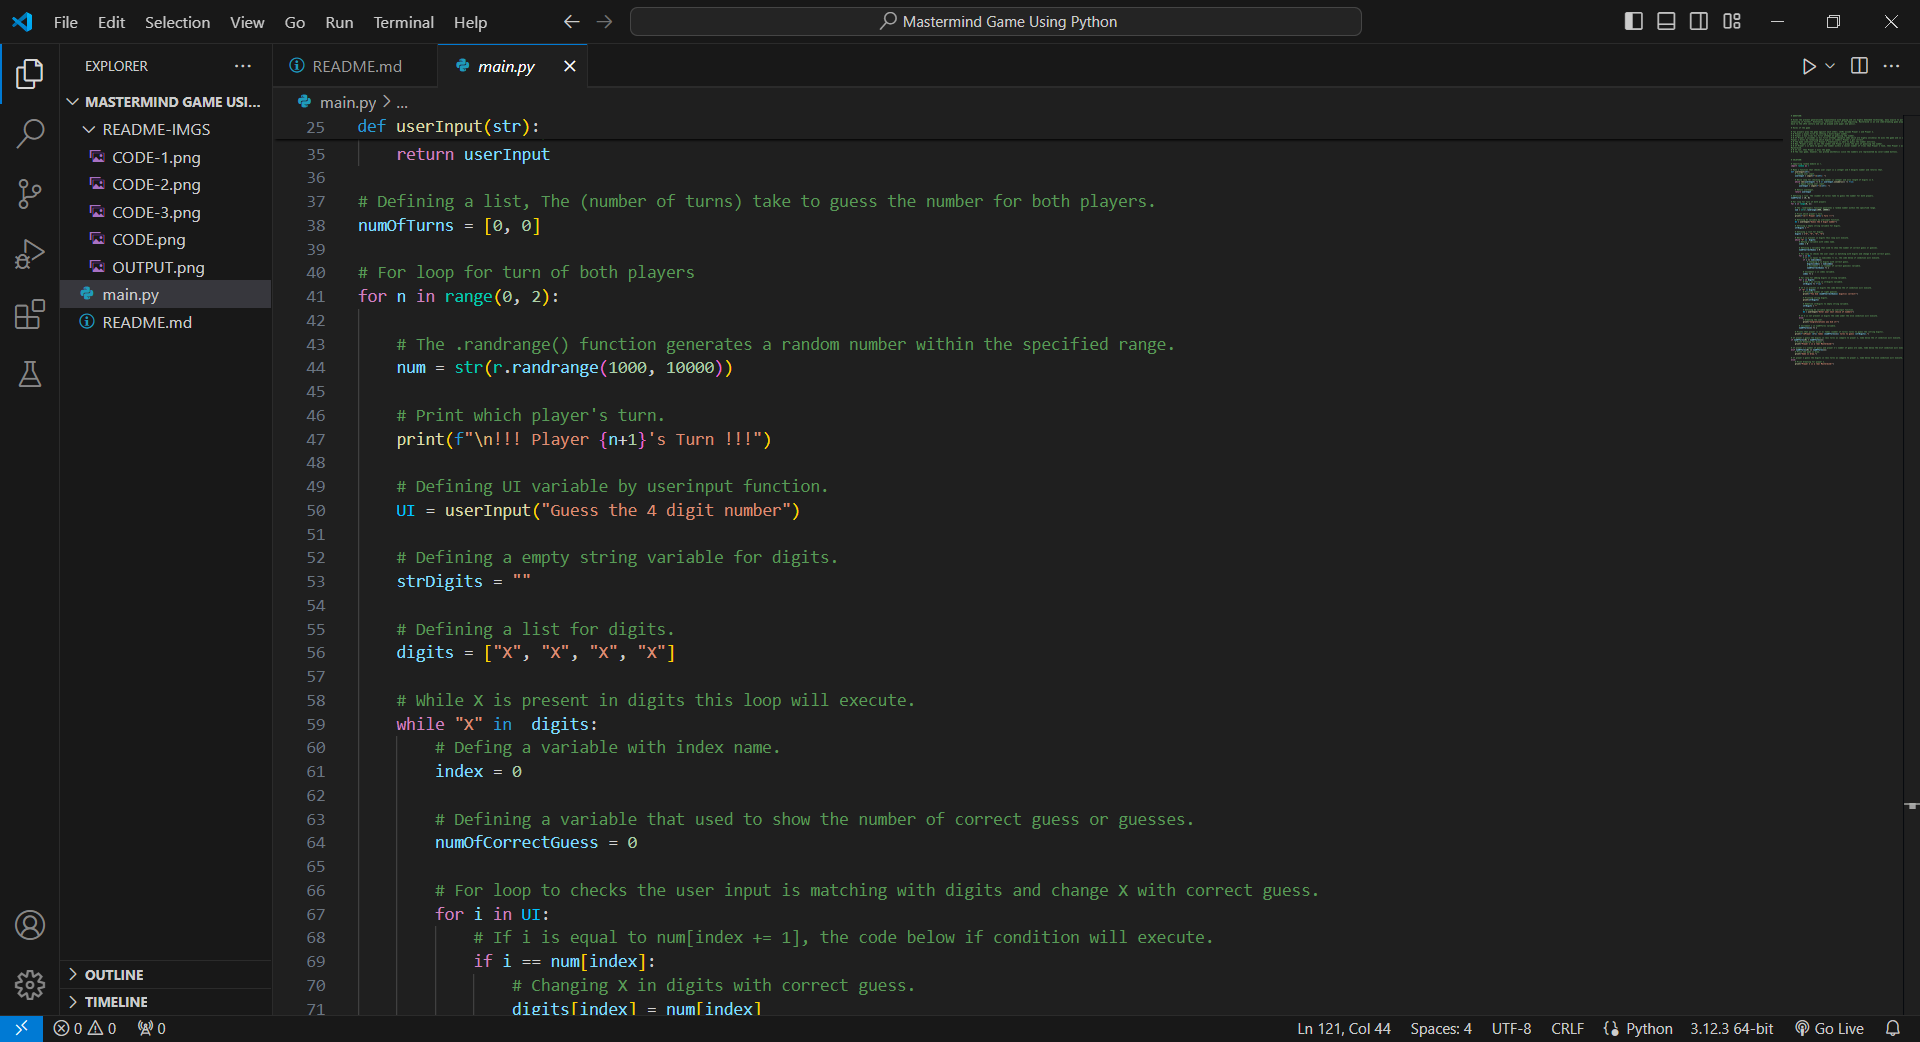 File Edit Selection View Go Run Terminal Help
Mastermind Game Using Python
EXPLORER
MASTERMIND GAME USI...
README-IMGS
CODE-1.png
CODE-2.png
CODE-3.png
CODE.png
OUTPUT.png
main.py
README.md
OUTLINE
TIMELINE
README.md main.py
main.py > ...
25 def userInput(str):
35 return userInput
36
37 # Defining a list, The (number of turns) take to guess the number for both players.
38 numOfTurns = [0, 0]
39
40 # For loop for turn of both players
41 for n in range(0, 2):
42
43 # The .randrange() function generates a random number within the specified range.
44 num = str(r.randrange(1000, 10000))
45
46 # Print which player's turn.
47 print(f"\n!!! Player {n+1}'s Turn !!!")
48
49 # Defining UI variable by userinput function.
50 UI = userInput("Guess the 4 digit number")
51
52 # Defining a empty string variable for digits.
53 strDigits = ""
54
55 # Defining a list for digits.
56 digits = ["X", "X", "X", "X"]
57
58 # While X is present in digits this loop will execute.
59 while "X" in  digits:
60 # Defing a variable with index name.
61 index = 0
62
63 # Defining a variable that used to show the number of correct guess or guesses.
64 numOfCorrectGuess = 0
65
66 # For loop to checks the user input is matching with digits and change X with correct guess.
67 for i in UI:
68 # If i is equal to num[index += 1], the code below if condition will execute.
69 if i == num[index]:
70 # Changing X in digits with correct guess.
71 digits[index] = num[index]
0 0 0
Ln 121, Col 44 Spaces: 4 UTF-8 CRLF Python 3.12.3 64-bit Go Live